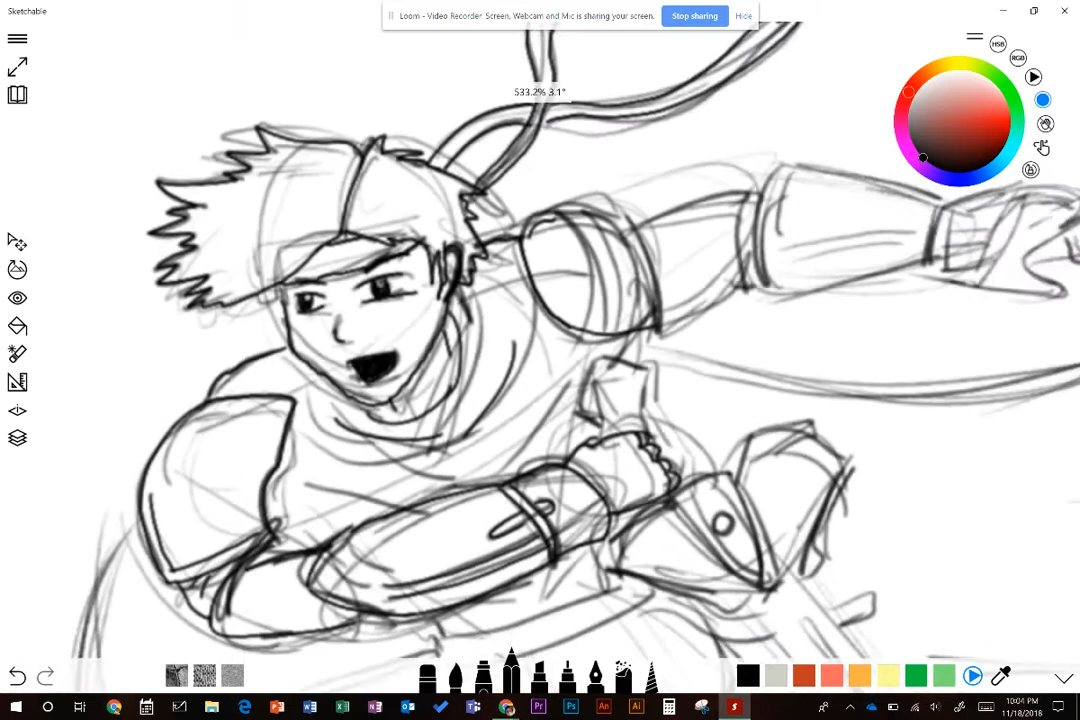 Sketchable
Loom - Video Recorder: Screen, Webcam and Mic is sharing your screen. Stop sharing Hide
HSB
RGB
533.2% 3.1°
10:04 PM
11/18/2016